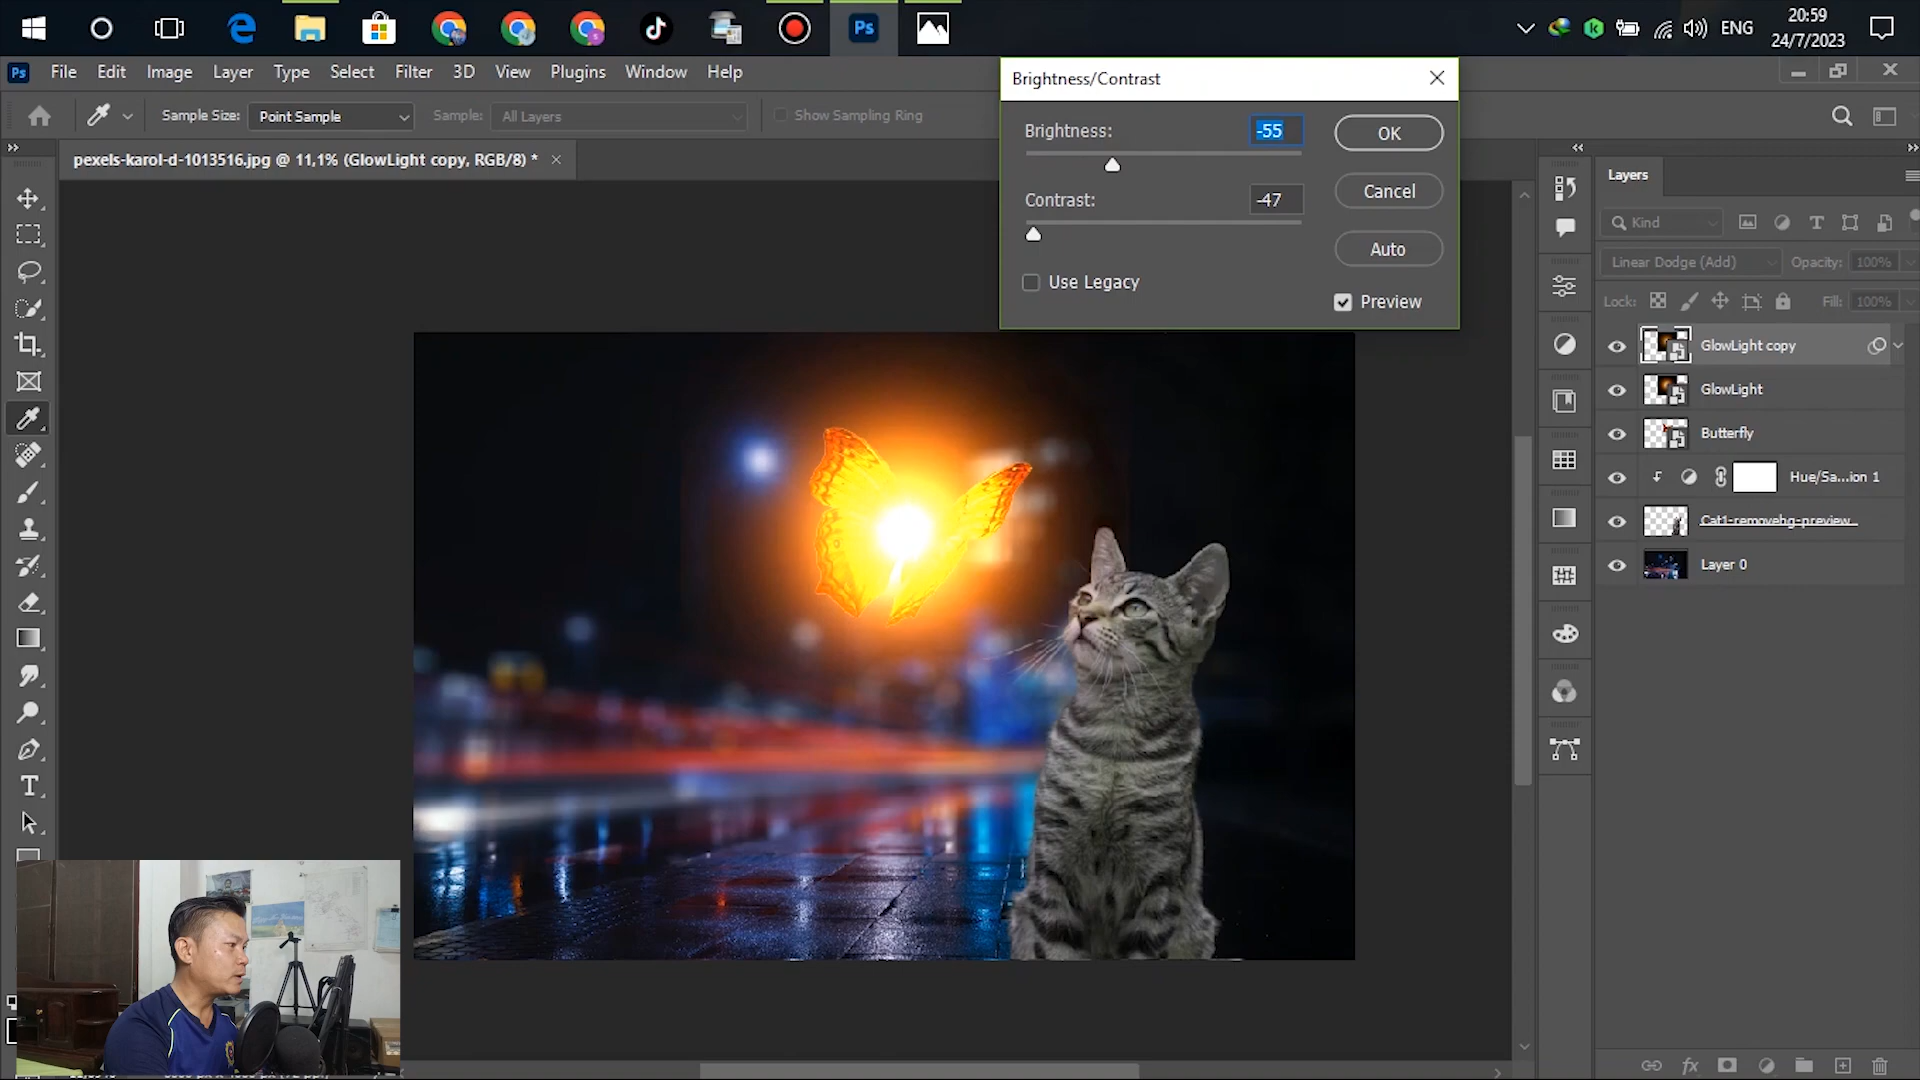 Ps
ENG
20:59
24/7/2023
Ps
File
Edit
Image
Layer
Type
Select
Filter
3D
View
Plugins
Window
Help
Sample Size:
Point Sample
Sample:
All Layers
Show Sampling Ring
pexels-karol-d-1013516.jpg @ 11,1% (GlowLight copy, RGB/8) *
Brightness/Contrast
Brightness:
-55
OK
Contrast:
-47
Cancel
Auto
Use Legacy
Preview
Layers
Kind
Linear Dodge (Add)
Opacity:
100%
Lock:
Fill:
100%
GlowLight copy
GlowLight
Butterfly
Hue/Sa...ion 1
Cat1-removebg-preview
Layer 0
fx